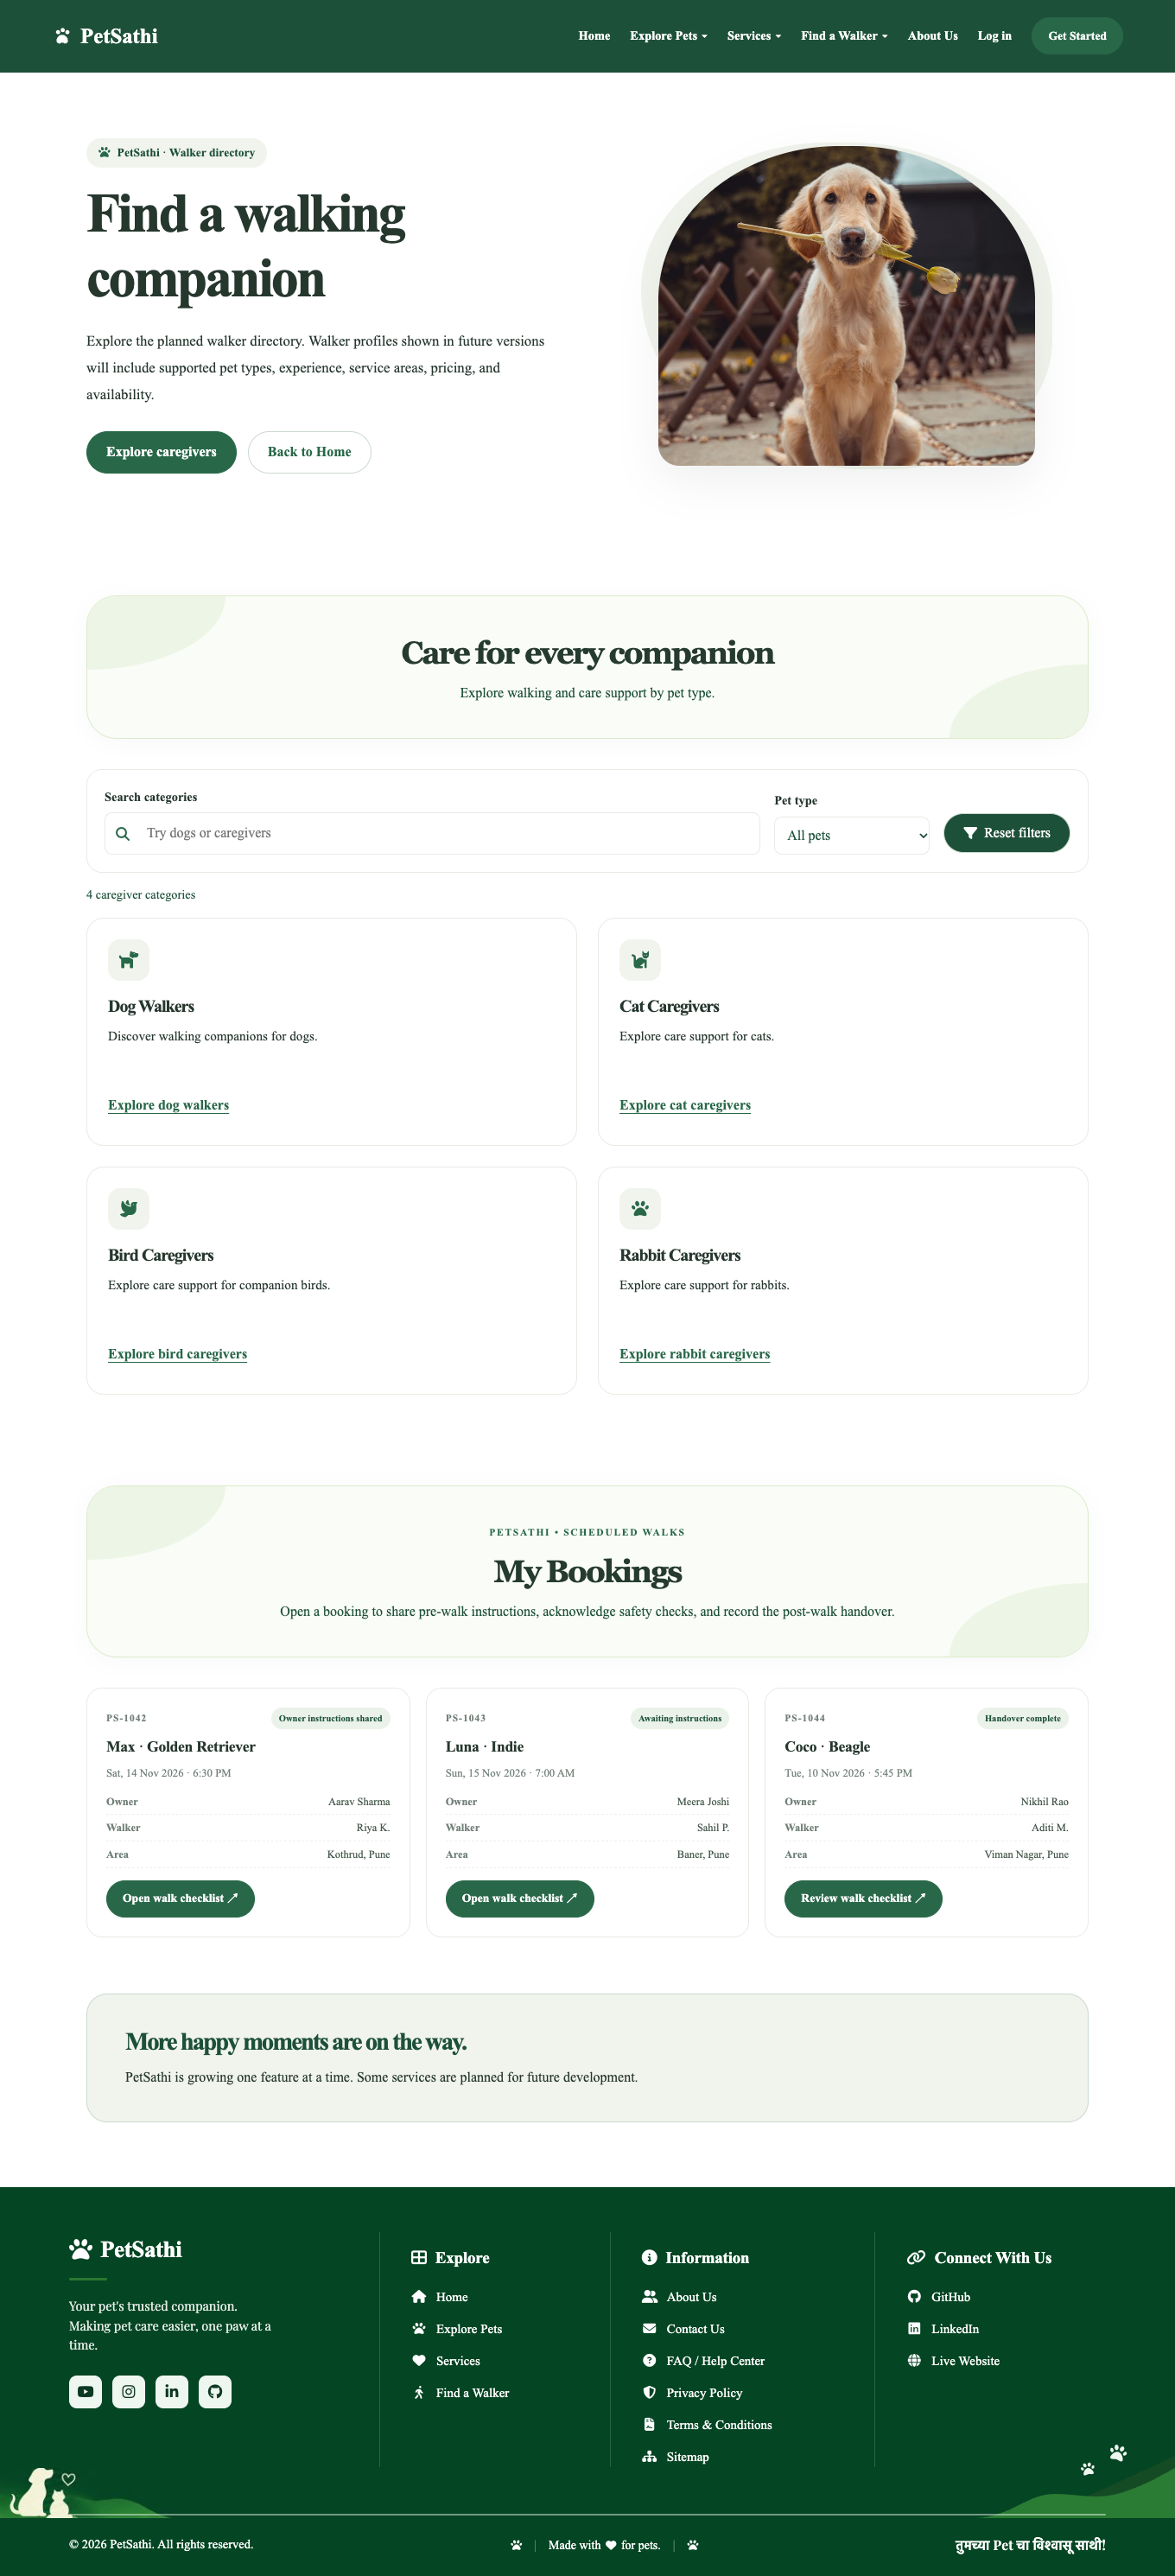 PetSathi
Home Explore Pets Services Find a Walker About Us Log in Get Started
PetSathi · Walker directory
Find a walking
companion
Explore the planned walker directory. Walker profiles shown in future versions
will include supported pet types, experience, service areas, pricing, and
availability.
Explore caregivers Back to Home
Care for every companion
Explore walking and care support by pet type.
Search categories
Try dogs or caregivers
Pet type
All pets
Reset filters
4 caregiver categories
Dog Walkers
Discover walking companions for dogs.
Explore dog walkers
Cat Caregivers
Explore care support for cats.
Explore cat caregivers
Bird Caregivers
Explore care support for companion birds.
Explore bird caregivers
Rabbit Caregivers
Explore care support for rabbits.
Explore rabbit caregivers
PETSATHI • SCHEDULED WALKS
My Bookings
Open a booking to share pre-walk instructions, acknowledge safety checks, and record the post-walk handover.
PS-1042 Owner instructions shared
Max · Golden Retriever
Sat, 14 Nov 2026 · 6:30 PM
Owner Aarav Sharma
Walker Riya K.
Area Kothrud, Pune
Open walk checklist ↗
PS-1043 Awaiting instructions
Luna · Indie
Sun, 15 Nov 2026 · 7:00 AM
Owner Meera Joshi
Walker Sahil P.
Area Baner, Pune
Open walk checklist ↗
PS-1044 Handover complete
Coco · Beagle
Tue, 10 Nov 2026 · 5:45 PM
Owner Nikhil Rao
Walker Aditi M.
Area Viman Nagar, Pune
Review walk checklist ↗
More happy moments are on the way.
PetSathi is growing one feature at a time. Some services are planned for future development.
PetSathi
Your pet's trusted companion.
Making pet care easier, one paw at a
time.
Explore
Home
Explore Pets
Services
Find a Walker
Information
About Us
Contact Us
FAQ / Help Center
Privacy Policy
Terms & Conditions
Sitemap
Connect With Us
GitHub
LinkedIn
Live Website
© 2026 PetSathi. All rights reserved.
| Made with ♥ for pets. |
तुमच्या Pet चा विश्वासू साथी!